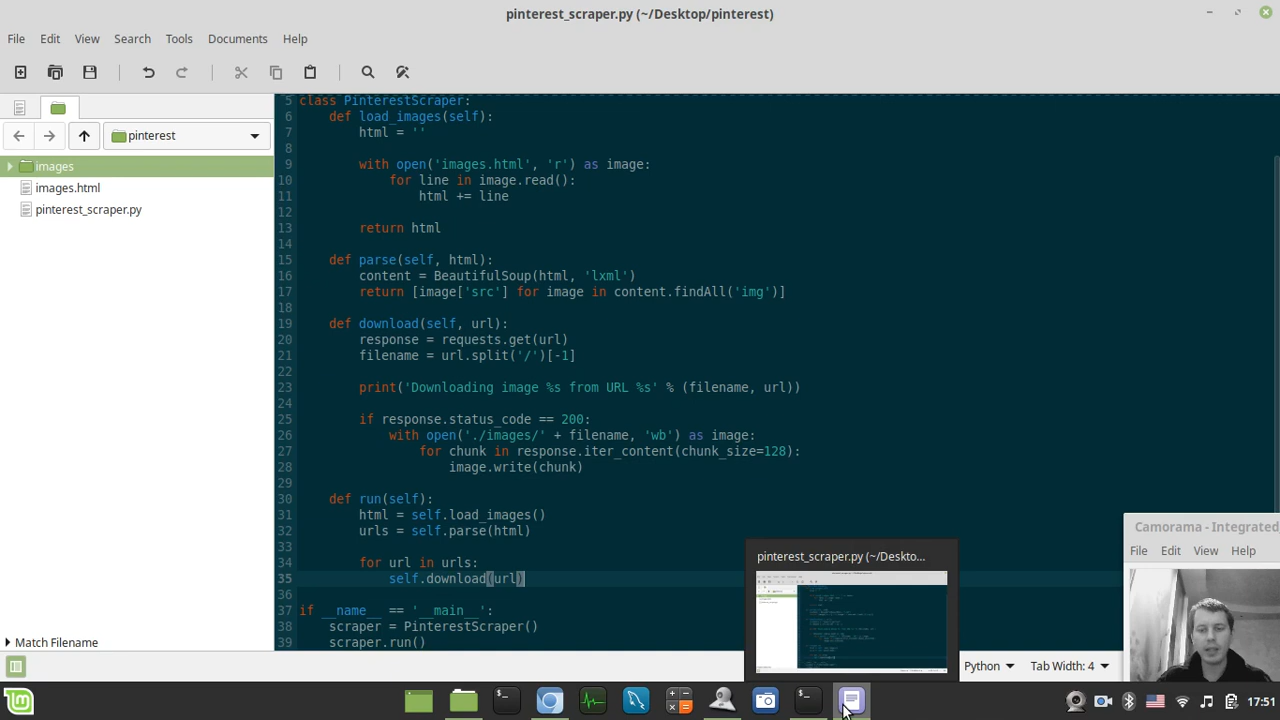 pinterest_scraper.py (~/Desktop/pinterest)
File Edit View Search Tools Documents Help
pinterest
images
images.html
pinterest_scraper.py
Match Filename
5 class PinterestScraper:
6 def load_images(self):
7 html = ''
8
9 with open('images.html', 'r') as image:
10 for line in image.read():
11 html += line
12
13 return html
14
15 def parse(self, html):
16 content = BeautifulSoup(html, 'lxml')
17 return [image['src'] for image in content.findAll('img')]
18
19 def download(self, url):
20 response = requests.get(url)
21 filename = url.split('/')[-1]
22
23 print('Downloading image %s from URL %s' % (filename, url))
24
25 if response.status_code == 200:
26 with open('./images/' + filename, 'wb') as image:
27 for chunk in response.iter_content(chunk_size=128):
28 image.write(chunk)
29
30 def run(self):
31 html = self.load_images()
32 urls = self.parse(html)
33
34 for url in urls:
35 self.download(url)
36
37 if __name__ == '__main__':
38 scraper = PinterestScraper()
39 scraper.run()
pinterest_scraper.py (~/Deskto...
Camorama - Integrated
File Edit View Help
Python Tab Width: 4
17:51